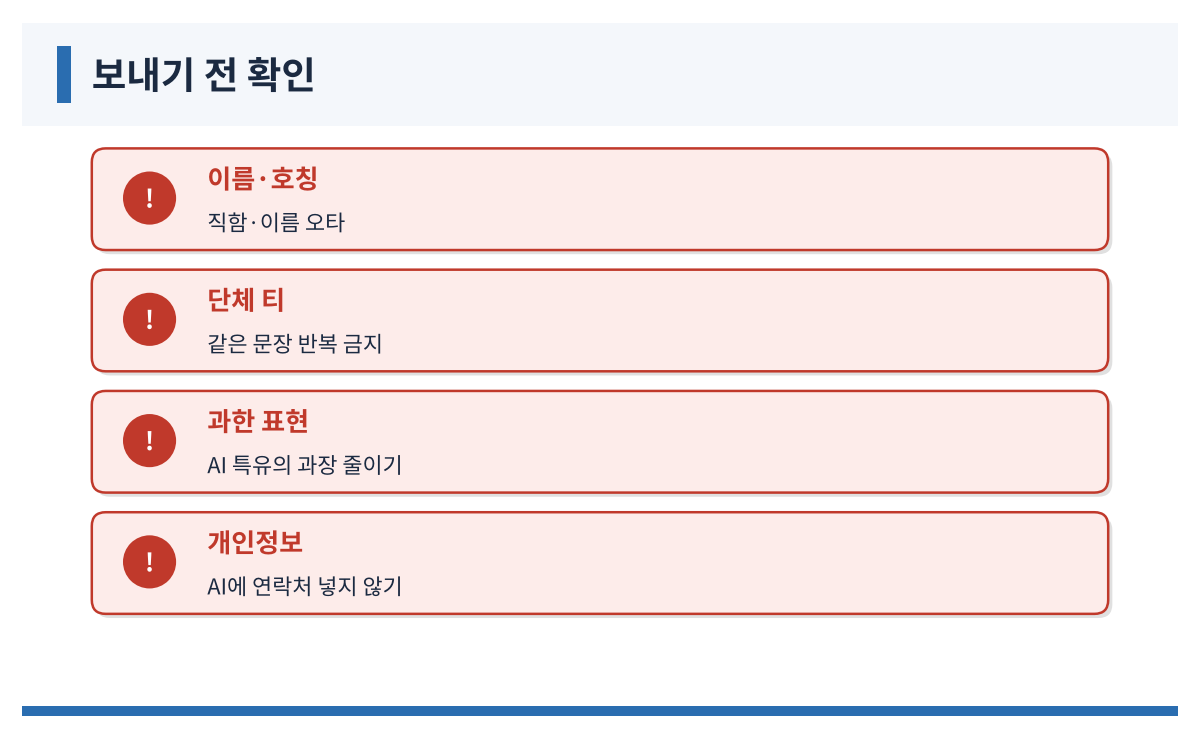 보내기 전 확인
!
이름·호칭
직함·이름 오타
!
단체 티
같은 문장 반복 금지
!
과한 표현
AI 특유의 과장 줄이기
!
개인정보
AI에 연락처 넣지 않기